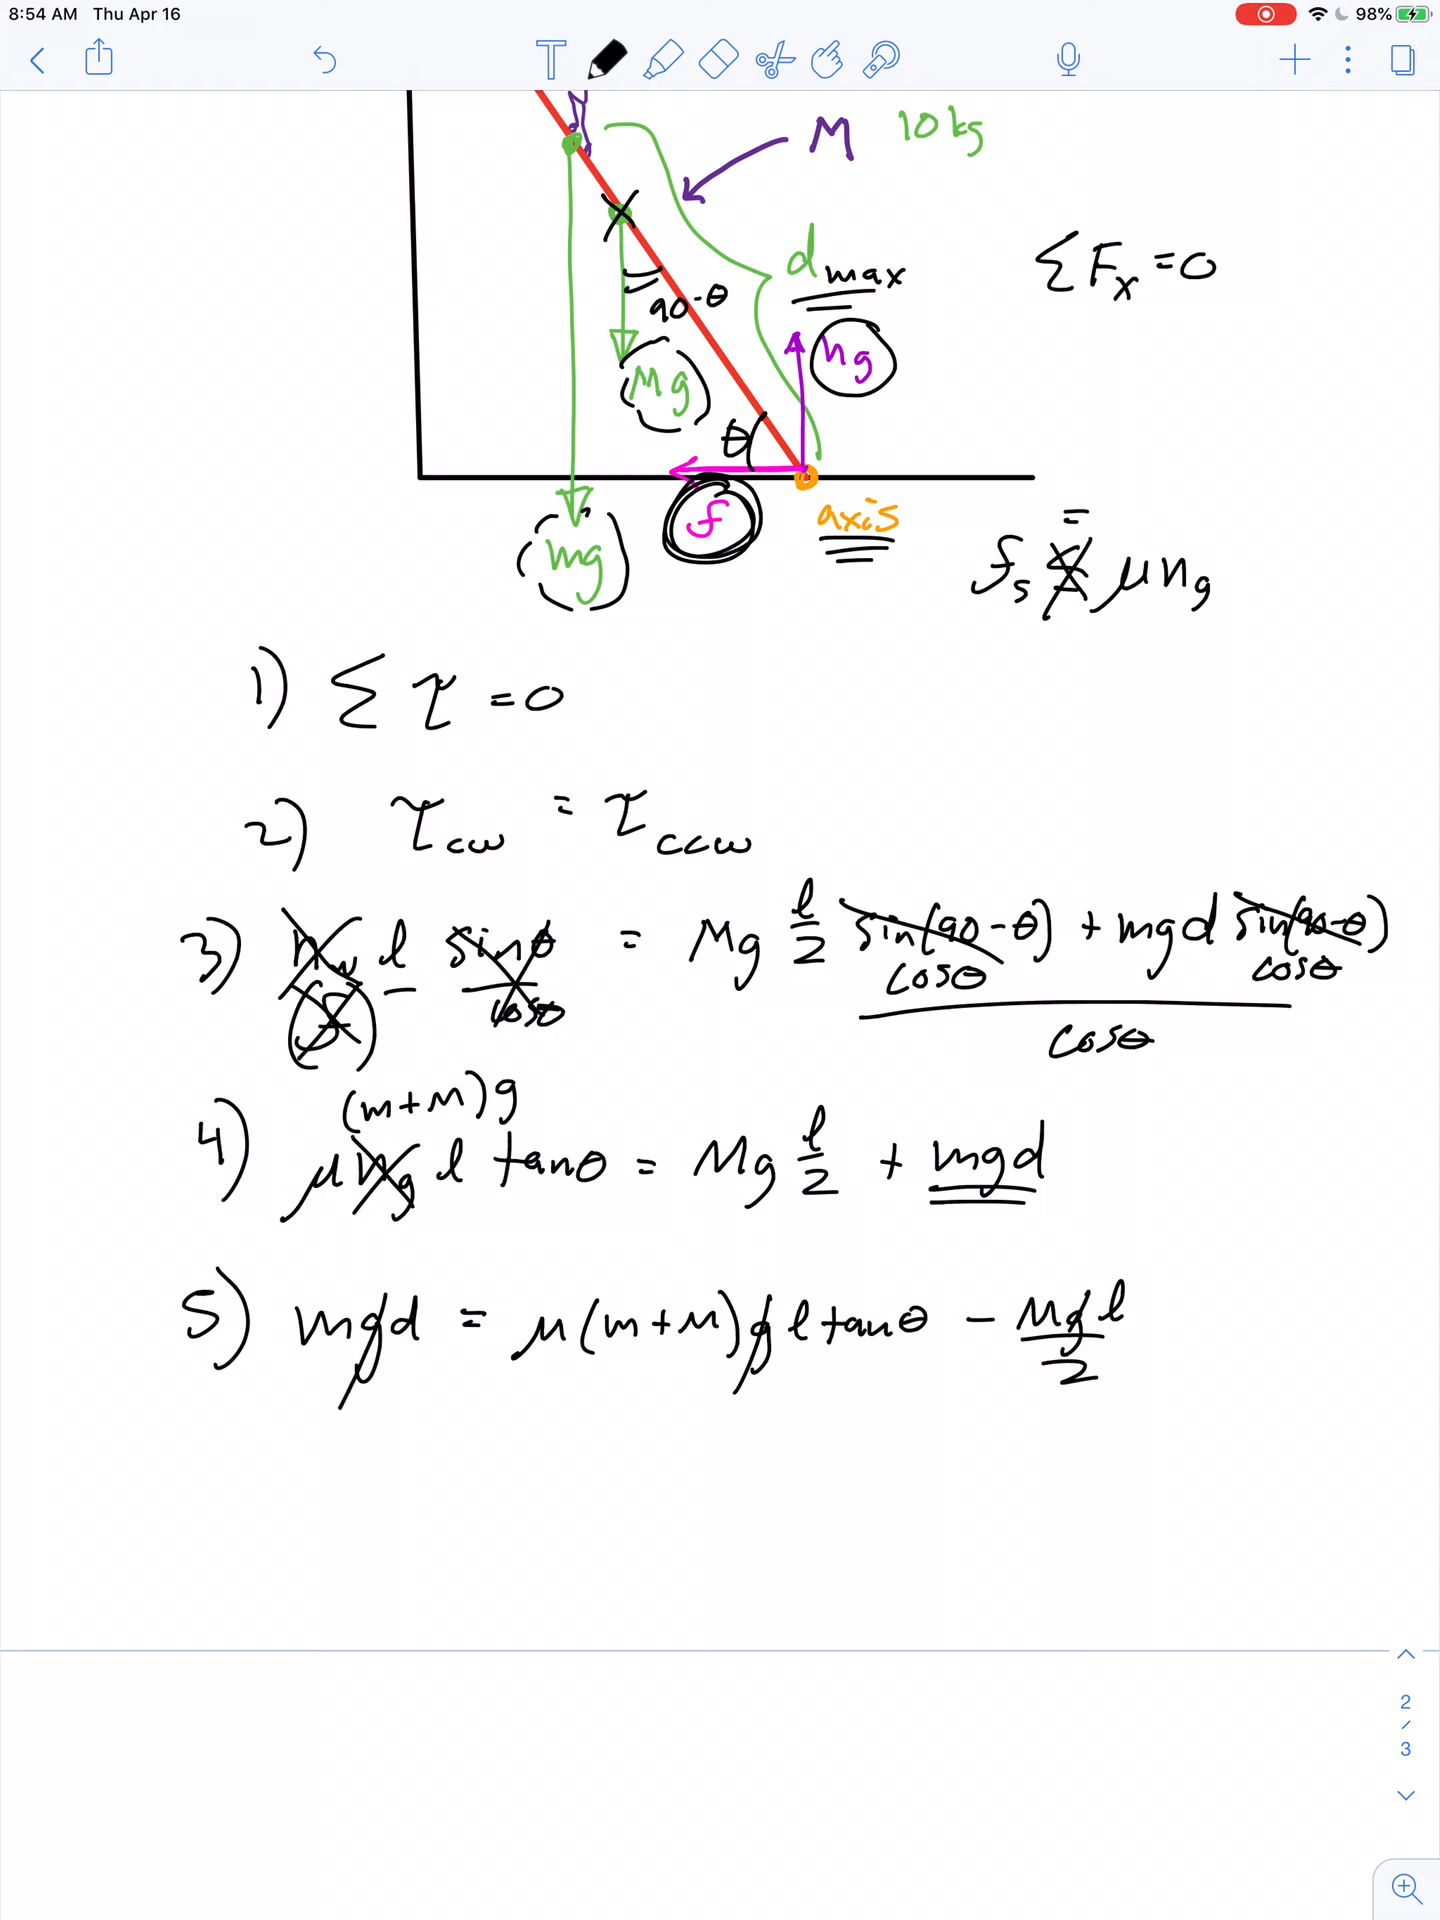 8:54 AM Thu Apr 16 98%
M 10 kg
d max
ΣFx = 0
90-θ
ng
Mg
θ
f
axis
mg
=
fs ≤ μng
1) Στ = 0
2) τcw = τccw
3) nw l sinθ = Mg l/2 sin(90-θ) + mgd sin(90-θ)
(f) cosθ cosθ cosθ
cosθ
(m+M)g
4) μng l tanθ = Mg l/2 + mgd
5) mgd = μ(m+M)g l tanθ - Mgl/2
2
/
3